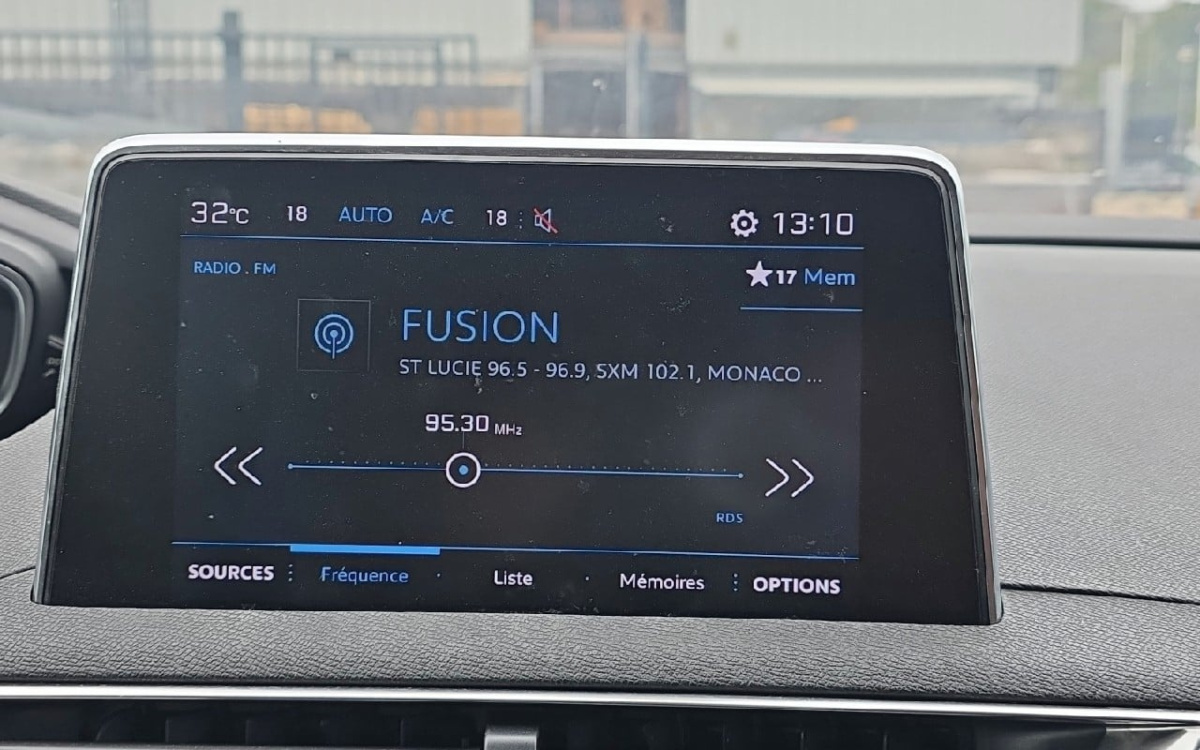 32°C 18 AUTO A/C 18 13:10
RADIO . FM
17 Mem
FUSION
ST LUCIE 96.5 - 96.9, SXM 102.1, MONACO ...
95.30 MHz
RDS
SOURCES Fréquence Liste Mémoires OPTIONS